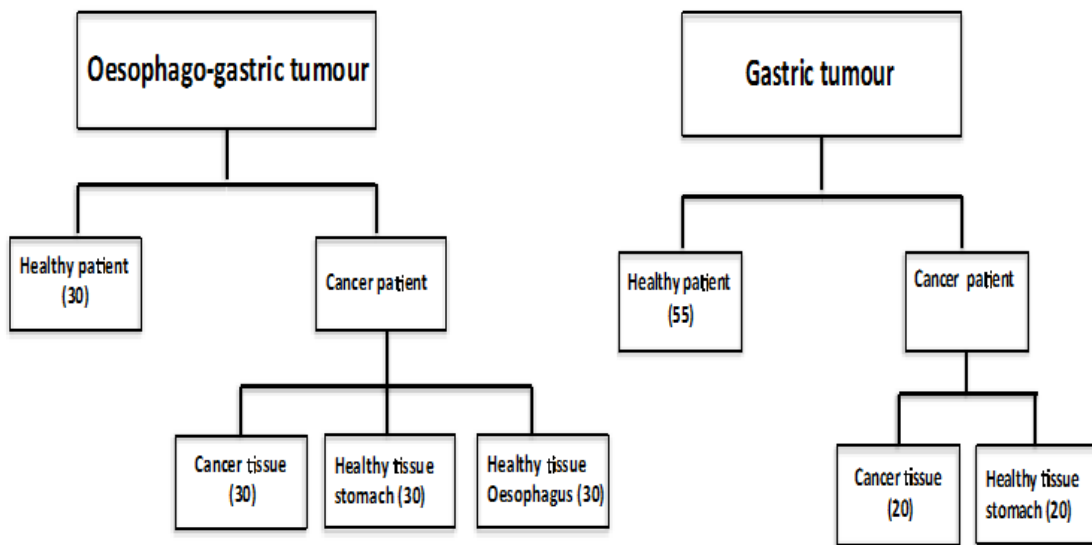 Oesophago-gastric tumour
Healthy patient
(30)
Cancer patient
Cancer tissue
(30)
Healthy tissue
stomach (30)
Healthy tissue
Oesophagus (30)
Gastric tumour
Healthy patient
(55)
Cancer patient
Cancer tissue
(20)
Healthy tissue
stomach (20)